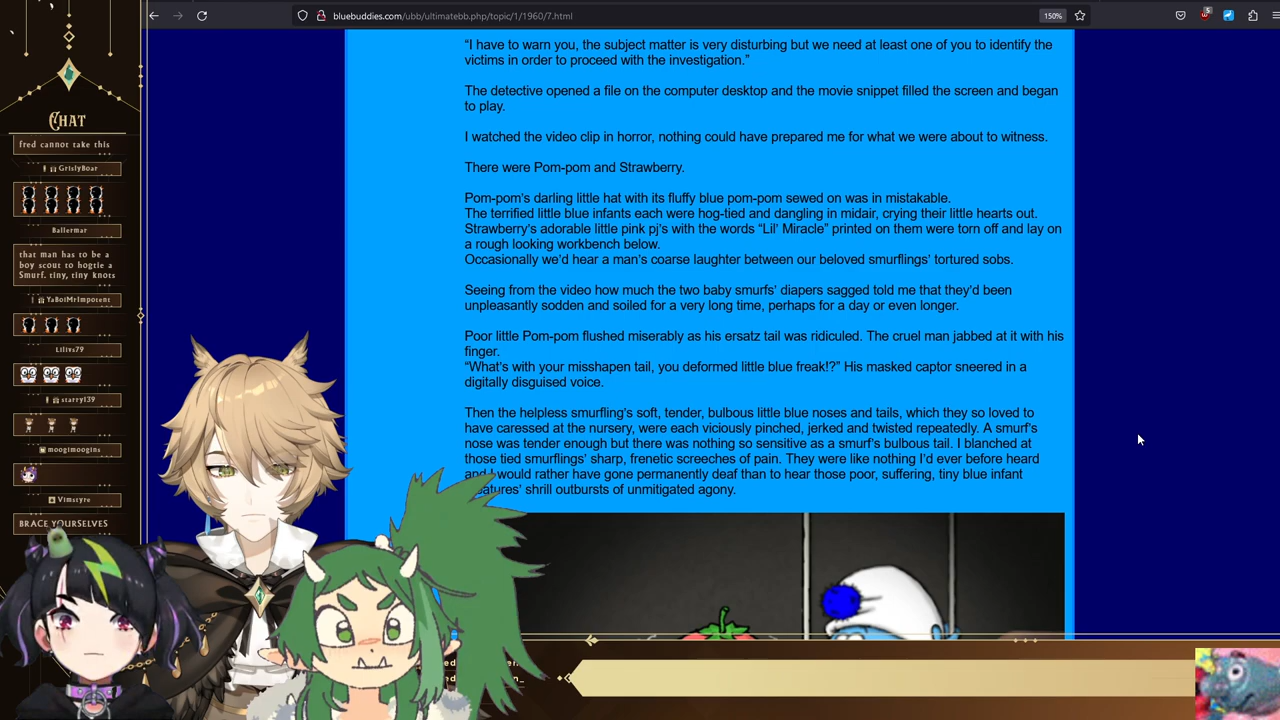 bluebuddies.com/ubb/ultimatebb.php/topic/1/1960/7.html
150%
5
“I have to warn you, the subject matter is very disturbing but we need at least one of you to identify the
victims in order to proceed with the investigation.”
The detective opened a file on the computer desktop and the movie snippet filled the screen and began
to play.
I watched the video clip in horror, nothing could have prepared me for what we were about to witness.
There were Pom-pom and Strawberry.
Pom-pom’s darling little hat with its fluffy blue pom-pom sewed on was in mistakable.
The terrified little blue infants each were hog-tied and dangling in midair, crying their little hearts out.
Strawberry’s adorable little pink pj’s with the words “Lil’ Miracle” printed on them were torn off and lay on
a rough looking workbench below.
Occasionally we’d hear a man’s coarse laughter between our beloved smurflings’ tortured sobs.
Seeing from the video how much the two baby smurfs’ diapers sagged told me that they’d been
unpleasantly sodden and soiled for a very long time, perhaps for a day or even longer.
Poor little Pom-pom flushed miserably as his ersatz tail was ridiculed. The cruel man jabbed at it with his
finger.
“What’s with your misshapen tail, you deformed little blue freak!?” His masked captor sneered in a
digitally disguised voice.
Then the helpless smurfling’s soft, tender, bulbous little blue noses and tails, which they so loved to
have caressed at the nursery, were each viciously pinched, jerked and twisted repeatedly. A smurf’s
nose was tender enough but there was nothing so sensitive as a smurf’s bulbous tail. I blanched at
those tied smurflings’ sharp, frenetic screeches of pain. They were like nothing I’d ever before heard
and I would rather have gone permanently deaf than to hear those poor, suffering, tiny blue infant
creatures’ shrill outbursts of unmitigated agony.
Chat
fred cannot take this
GrislyBoar
Ballermar
that man has to be a
boy scout to hogtie a
Smurf. tiny, tiny knots
YaBoiMrImpotent
Lilivs79
starry139
moogimoogins
Vimstyre
BRACE YOURSELVES